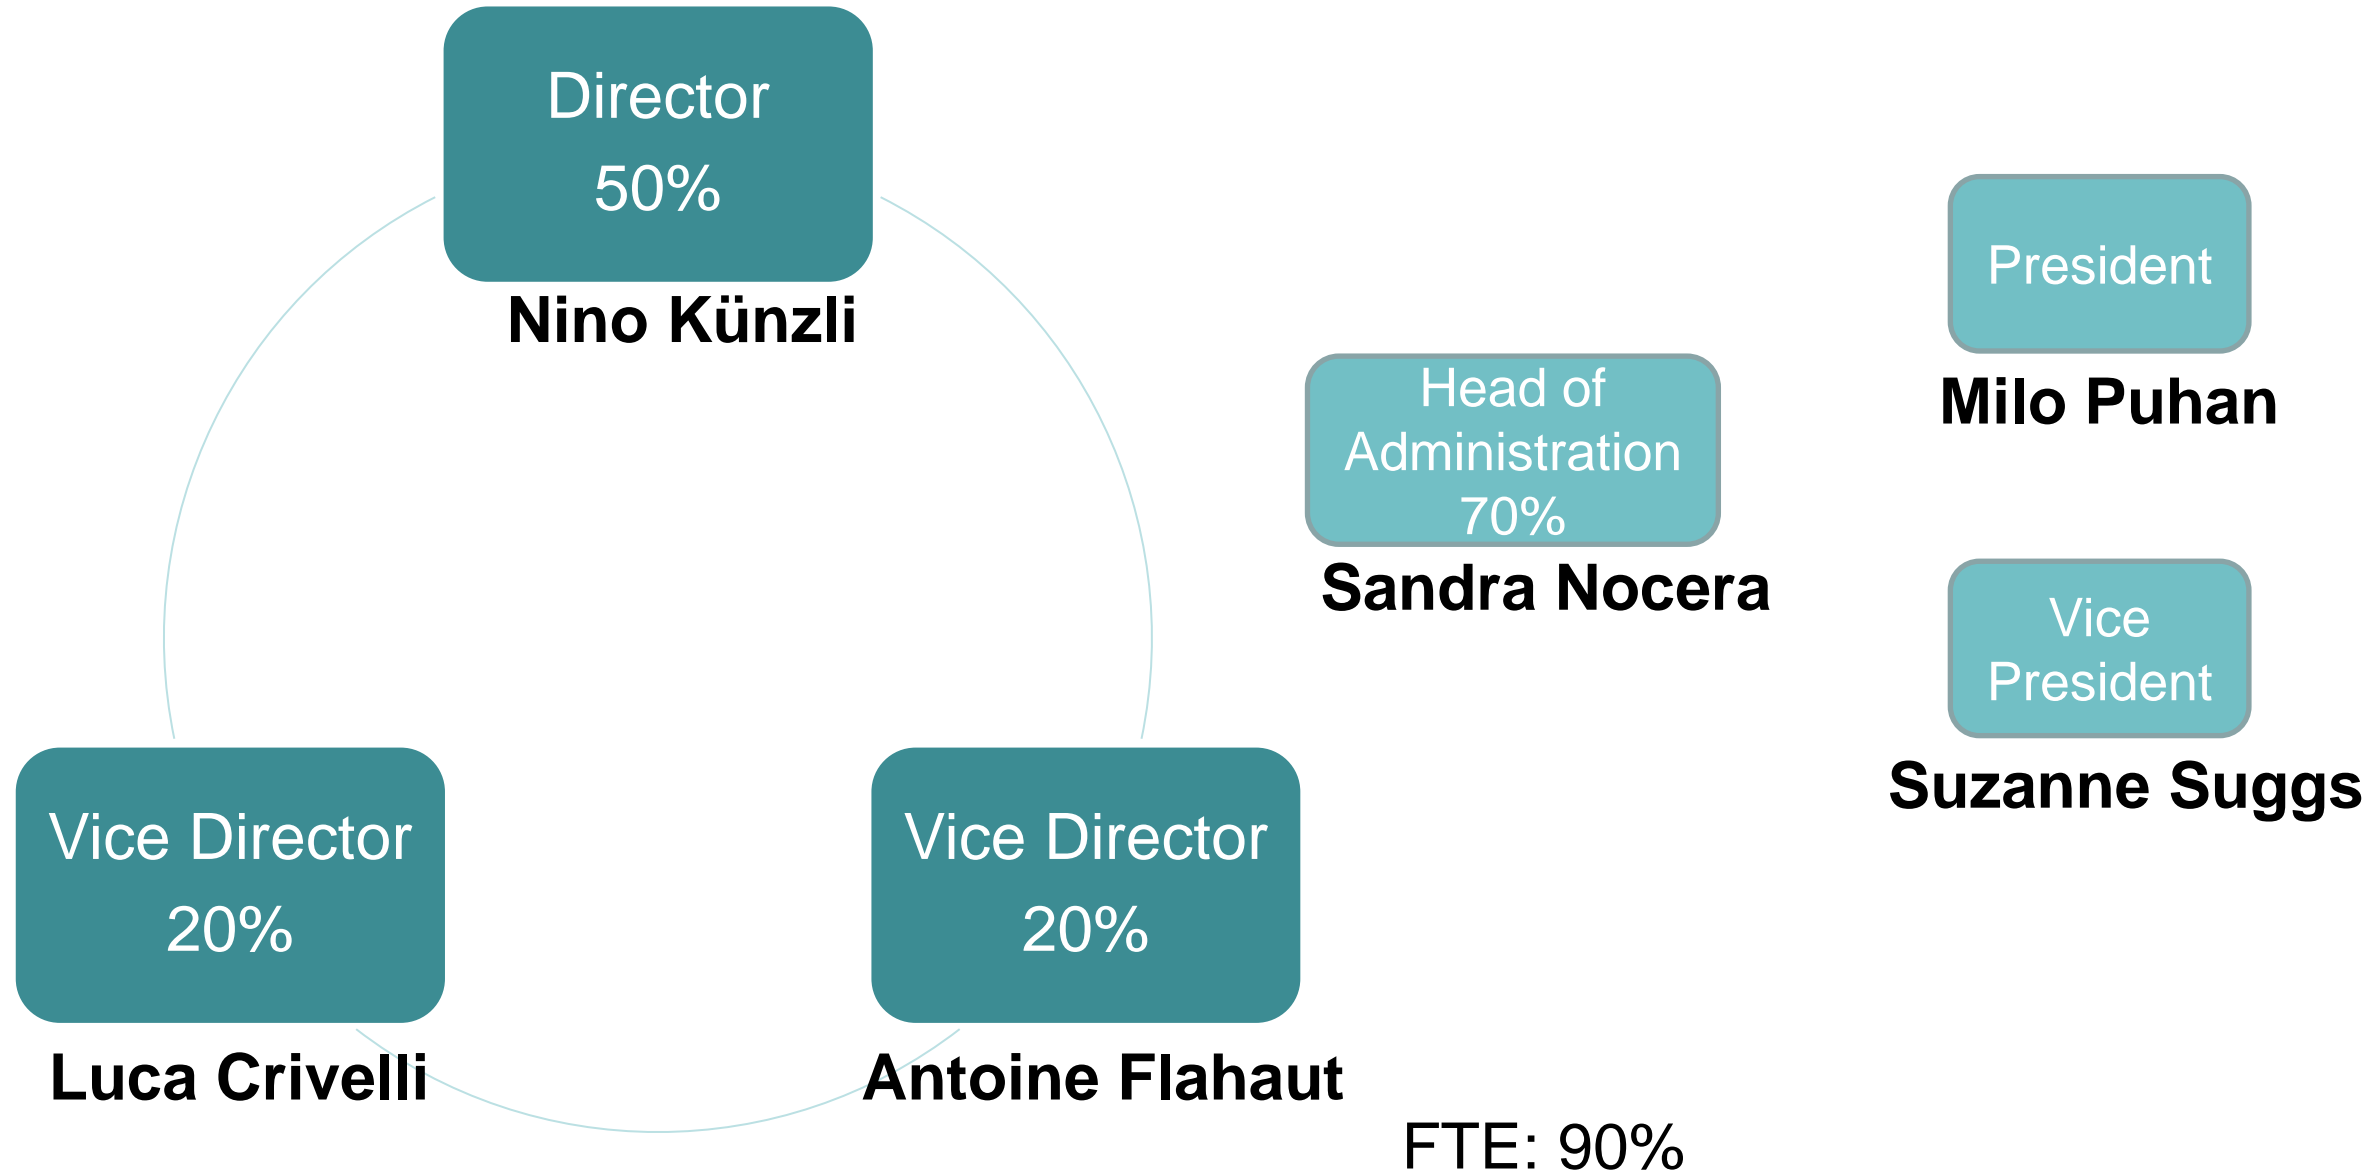 Director
50%
Nino Künzli
Vice Director
20%
Luca Crivelli
Vice Director
20%
Antoine Flahaut
Head of
Administration
70%
Sandra Nocera
President
Milo Puhan
Vice
President
Suzanne Suggs
FTE: 90%